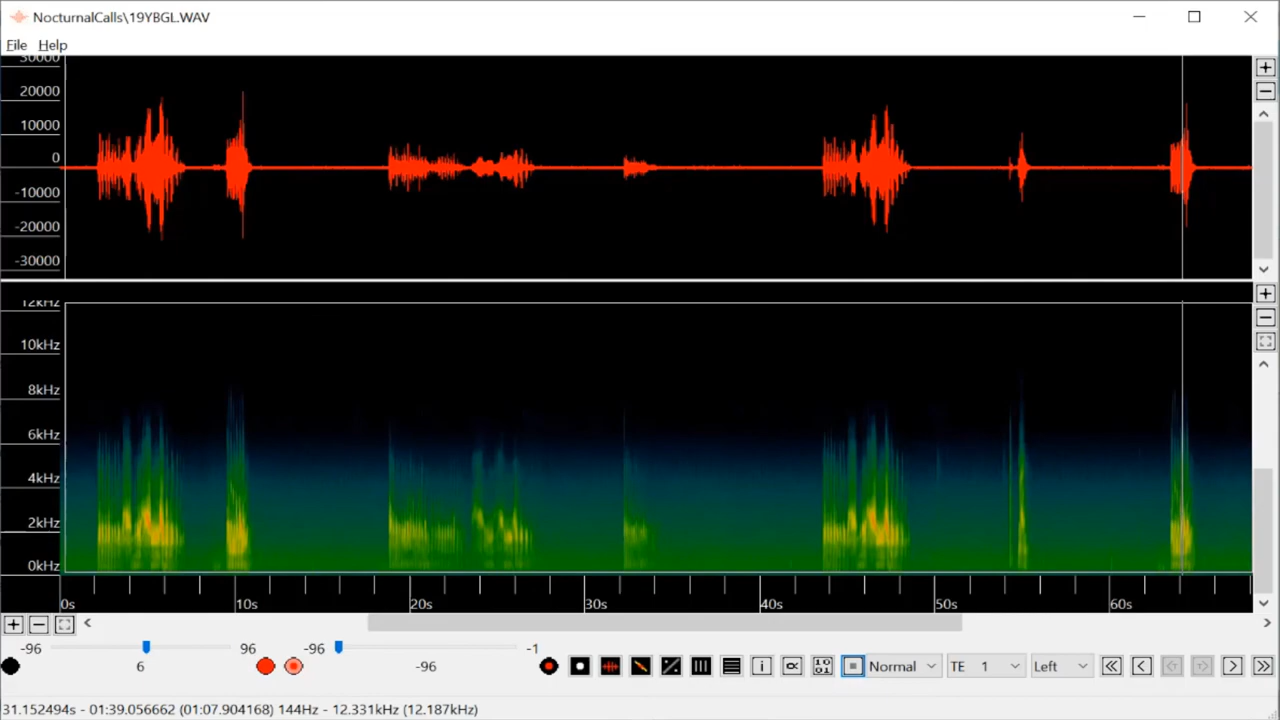 NocturnalCalls\19YBGL.WAV
File Help
30000
20000
10000
0
-10000
-20000
-30000
12kHz
10kHz
8kHz
6kHz
4kHz
2kHz
0kHz
0s 10s 20s 30s 40s 50s 60s
-96 96 -96 -1
6 -96
Normal TE 1 Left
31.152494s - 01:39.056662 (01:07.904168) 144Hz - 12.331kHz (12.187kHz)